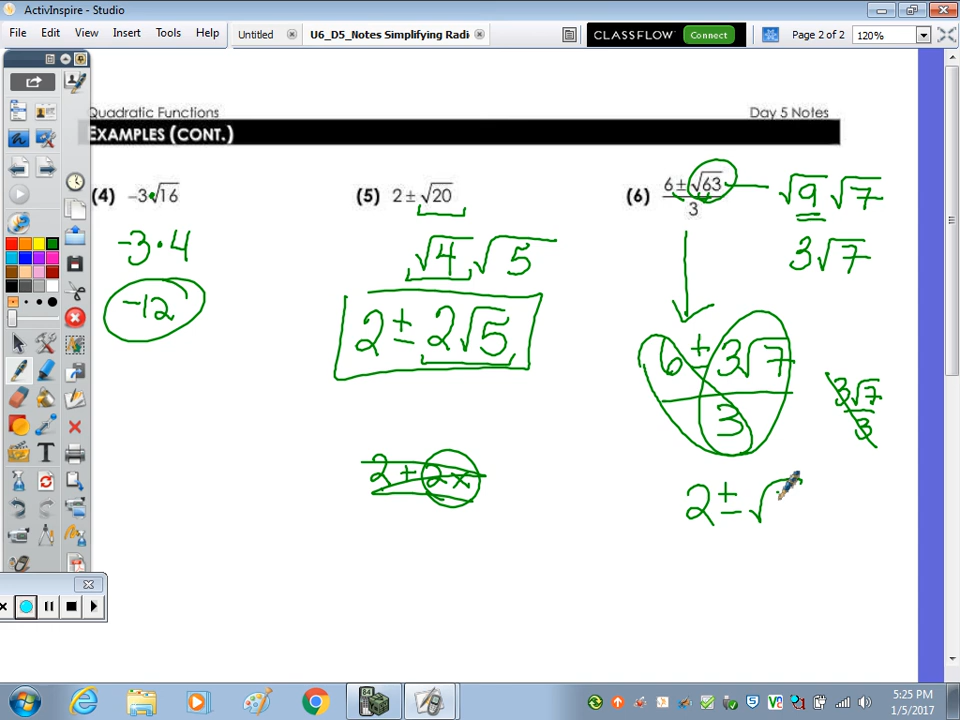 ActivInspire - Studio
File Edit View Insert Tools Help
Untitled
U6_D5_Notes Simplifying Radi
CLASSFLOW Connect
Page 2 of 2
120%
Quadratic Functions
Day 5 Notes
EXAMPLES (CONT.)
(4) -3√16
-3·4
-12
(5) 2 ± √20
√4 √5
2 ± 2√5
2 + 2x
(6) (6 ± √63)/3
√9 √7
3√7
6 ± 3√7
3
3√7
3
2 ± √
5:25 PM
1/5/2017